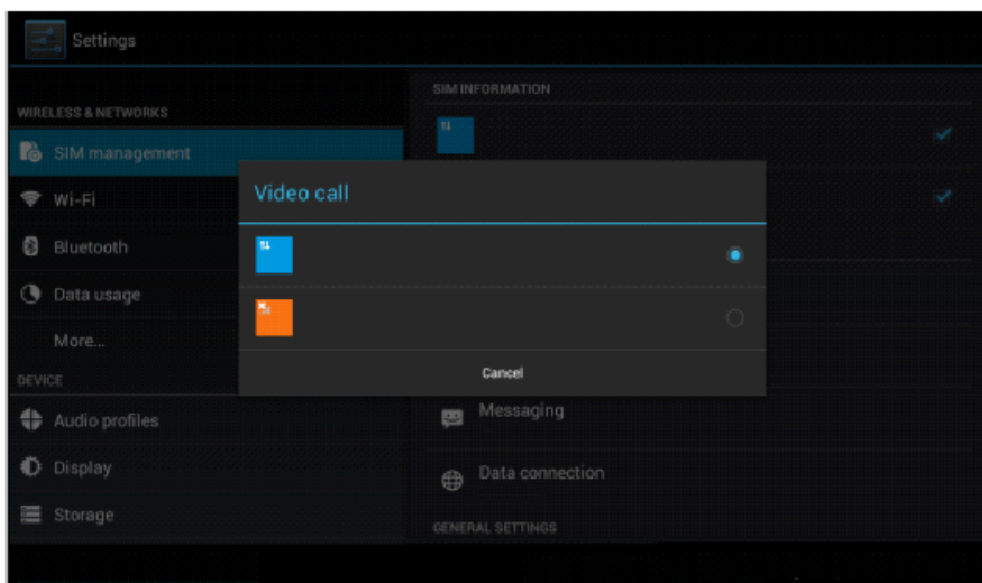 Settings
WIRELESS & NETWORKS
SIM management
Wi-Fi
Bluetooth
Data usage
More...
DEVICE
Audio profiles
Display
Storage
SIM INFORMATION
Video call
Cancel
Messaging
Data connection
GENERAL SETTINGS